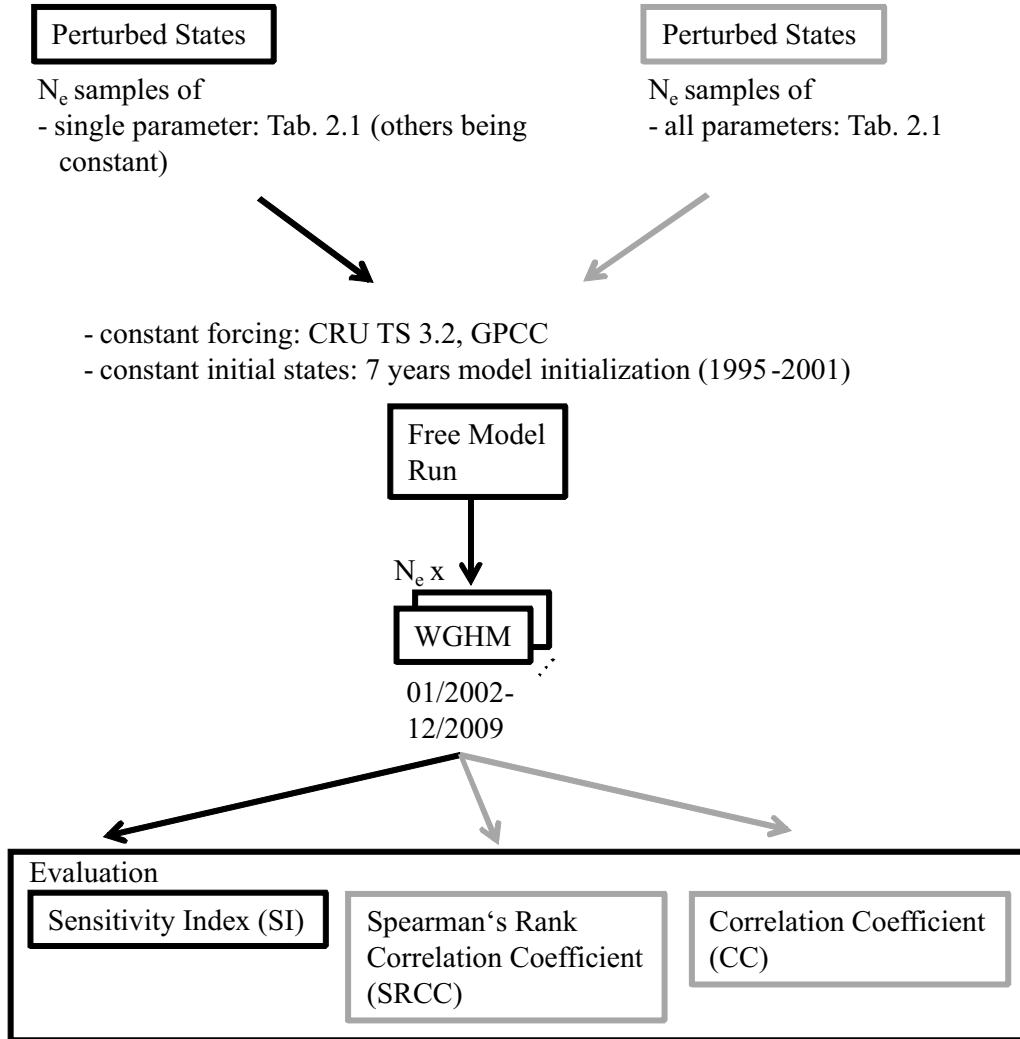 Perturbed States
N_e samples of
- single parameter: Tab. 2.1 (others being
constant)
Perturbed States
N_e samples of
- all parameters: Tab. 2.1
- constant forcing: CRU TS 3.2, GPCC
- constant initial states: 7 years model initialization (1995-2001)
Free Model
Run
N_e x
WGHM
...
01/2002-
12/2009
Evaluation
Sensitivity Index (SI)
Spearman‘s Rank
Correlation Coefficient
(SRCC)
Correlation Coefficient
(CC)